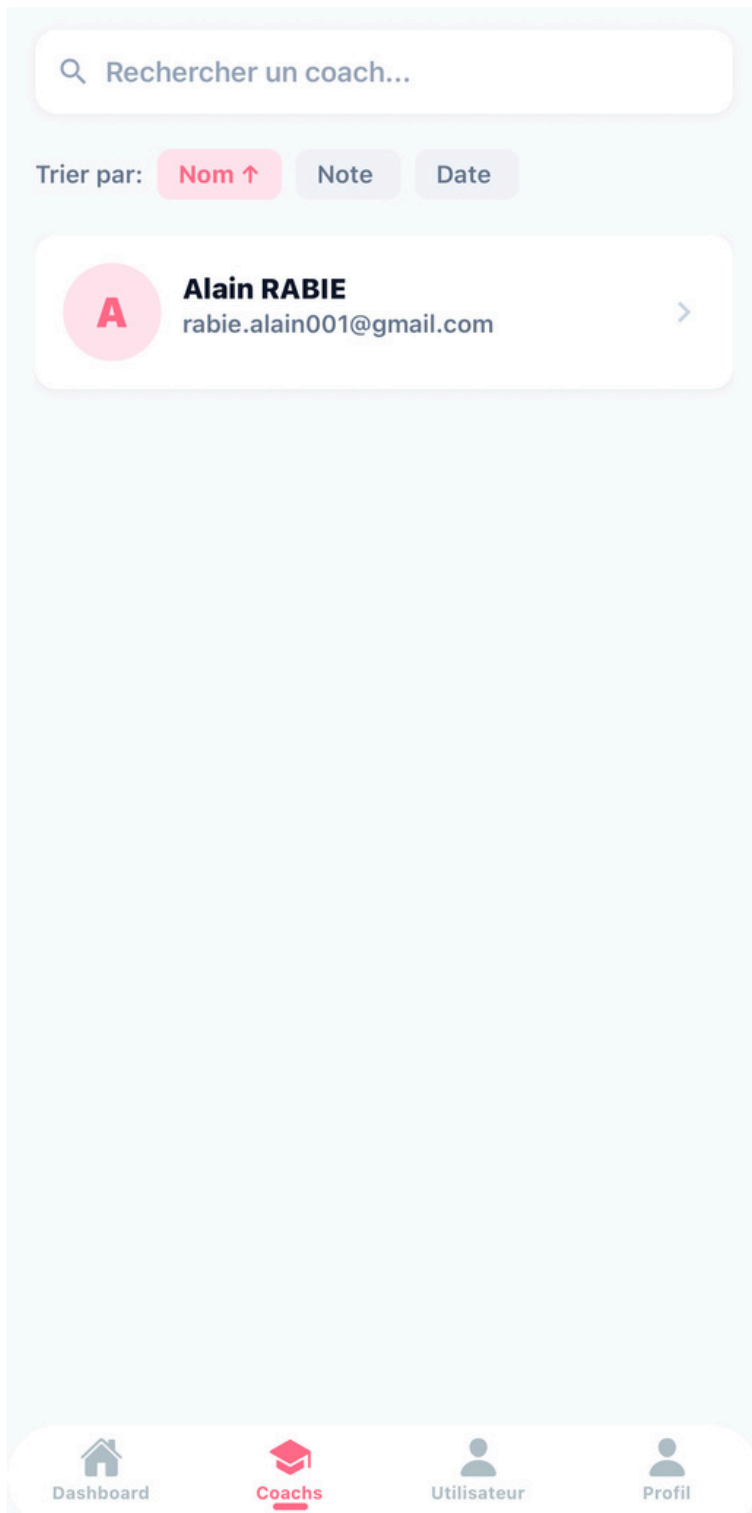 Rechercher un coach...
Trier par: Nom ↑ Note Date
A
Alain RABIE
rabie.alain001@gmail.com
Dashboard Coachs Utilisateur Profil